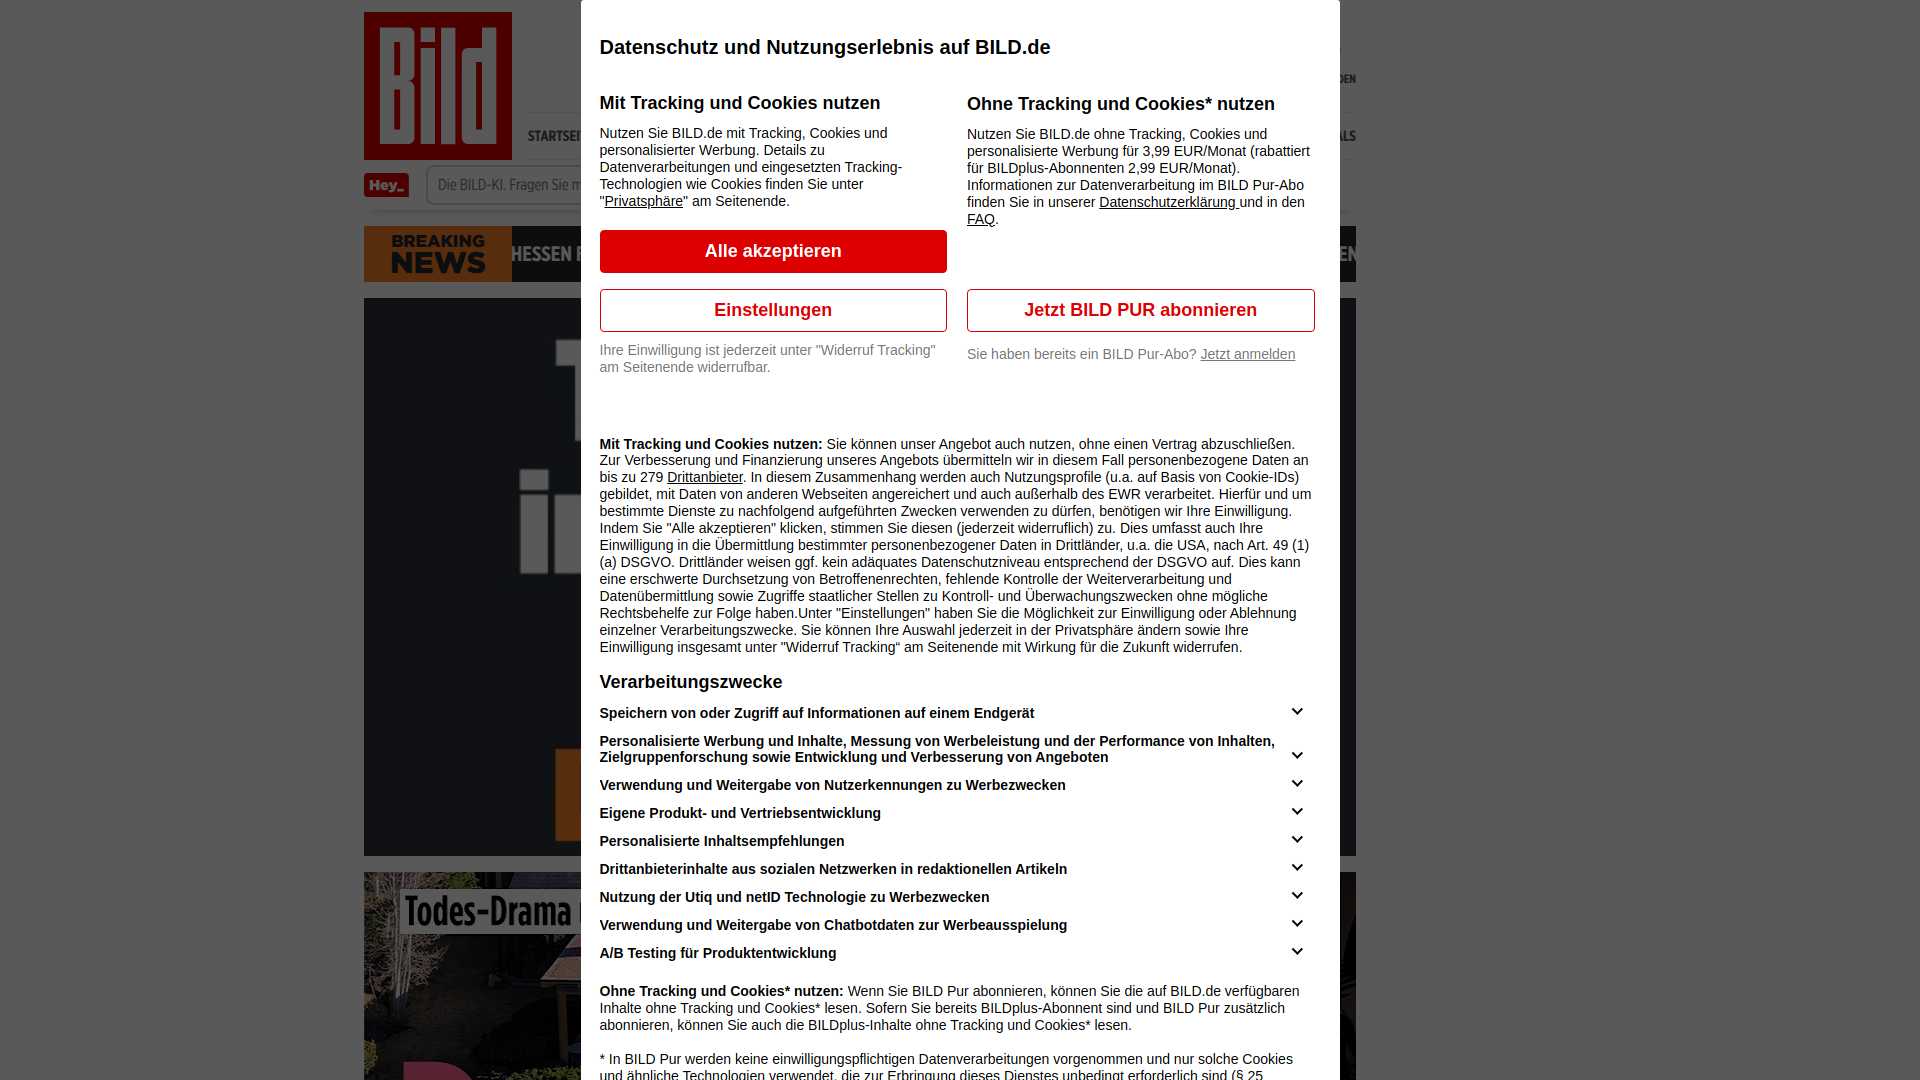 Bild
Datenschutz und Nutzungserlebnis auf BILD.de
Mit Tracking und Cookies nutzen
Nutzen Sie BILD.de mit Tracking, Cookies und
personalisierter Werbung. Details zu
Datenverarbeitungen und eingesetzten Tracking-
Technologien wie Cookies finden Sie unter
"Privatsphäre" am Seitenende.
Alle akzeptieren
Einstellungen
Ihre Einwilligung ist jederzeit unter "Widerruf Tracking"
am Seitenende widerrufbar.
Ohne Tracking und Cookies* nutzen
Nutzen Sie BILD.de ohne Tracking, Cookies und
personalisierte Werbung für 3,99 EUR/Monat (rabattiert
für BILDplus-Abonnenten 2,99 EUR/Monat).
Informationen zur Datenverarbeitung im BILD Pur-Abo
finden Sie in unserer Datenschutzerklärung und in den
FAQ.
Jetzt BILD PUR abonnieren
Sie haben bereits ein BILD Pur-Abo? Jetzt anmelden
Hey_
Die BILD-KI. Fragen Sie
BREAKING
NEWS
HESSEN
Mit Tracking und Cookies nutzen: Sie können unser Angebot auch nutzen, ohne einen Vertrag abzuschließen.
Zur Verbesserung und Finanzierung unseres Angebots übermitteln wir in diesem Fall personenbezogene Daten an
bis zu 279 Drittanbieter. In diesem Zusammenhang werden auch Nutzungsprofile (u.a. auf Basis von Cookie-IDs)
gebildet, mit Daten von anderen Webseiten angereichert und auch außerhalb des EWR verarbeitet. Hierfür und um
bestimmte Dienste zu nachfolgend aufgeführten Zwecken verwenden zu dürfen, benötigen wir Ihre Einwilligung.
Indem Sie "Alle akzeptieren" klicken, stimmen Sie diesen (jederzeit widerruflich) zu. Dies umfasst auch Ihre
Einwilligung in die Übermittlung bestimmter personenbezogener Daten in Drittländer, u.a. die USA, nach Art. 49 (1)
(a) DSGVO. Drittländer weisen ggf. kein adäquates Datenschutzniveau entsprechend der DSGVO auf. Dies kann
eine erschwerte Durchsetzung von Betroffenenrechten, fehlende Kontrolle der Weiterverarbeitung und
Datenübermittlung sowie Zugriffe staatlicher Stellen zu Kontroll- und Überwachungszwecken ohne mögliche
Rechtsbehelfe zur Folge haben.Unter "Einstellungen" haben Sie die Möglichkeit zur Einwilligung oder Ablehnung
einzelner Verarbeitungszwecke. Sie können Ihre Auswahl jederzeit in der Privatsphäre ändern sowie Ihre
Einwilligung insgesamt unter "Widerruf Tracking“ am Seitenende mit Wirkung für die Zukunft widerrufen.
Verarbeitungszwecke
Speichern von oder Zugriff auf Informationen auf einem Endgerät
Personalisierte Werbung und Inhalte, Messung von Werbeleistung und der Performance von Inhalten,
Zielgruppenforschung sowie Entwicklung und Verbesserung von Angeboten
Verwendung und Weitergabe von Nutzerkennungen zu Werbezwecken
Eigene Produkt- und Vertriebsentwicklung
Personalisierte Inhaltsempfehlungen
Drittanbieterinhalte aus sozialen Netzwerken in redaktionellen Artikeln
Nutzung der Utiq und netID Technologie zu Werbezwecken
Verwendung und Weitergabe von Chatbotdaten zur Werbeausspielung
A/B Testing für Produktentwicklung
Todes-Drama
Ohne Tracking und Cookies* nutzen: Wenn Sie BILD Pur abonnieren, können Sie die auf BILD.de verfügbaren
Inhalte ohne Tracking und Cookies* lesen. Sofern Sie bereits BILDplus-Abonnent sind und BILD Pur zusätzlich
abonnieren, können Sie auch die BILDplus-Inhalte ohne Tracking und Cookies* lesen.
* In BILD Pur werden keine einwilligungspflichtigen Datenverarbeitungen vorgenommen und nur solche Cookies
und ähnliche Technologien verwendet, die zur Erbringung dieses Dienstes unbedingt erforderlich sind (§ 25